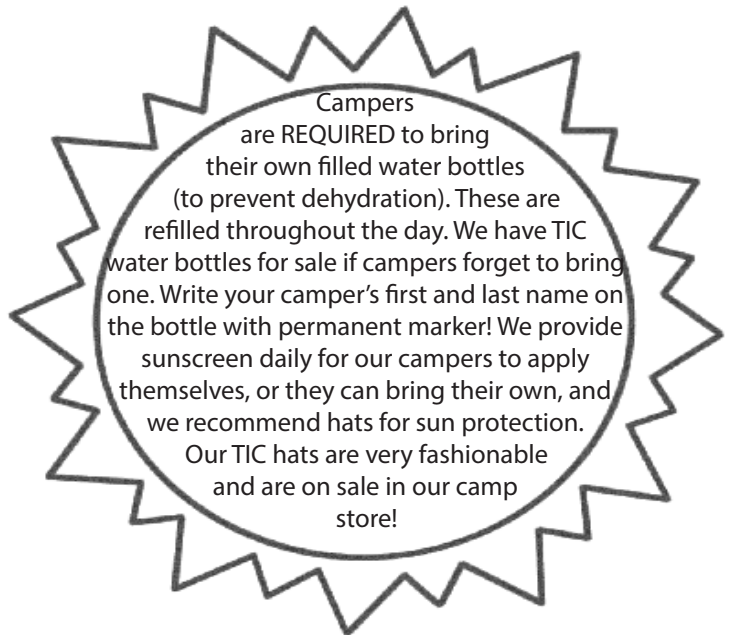 Campers
are REQUIRED to bring
their own filled water bottles
(to prevent dehydration). These are
refilled throughout the day. We have TIC
water bottles for sale if campers forget to bring
one. Write your camper’s first and last name on
the bottle with permanent marker! We provide
sunscreen daily for our campers to apply
themselves, or they can bring their own, and
we recommend hats for sun protection.
Our TIC hats are very fashionable
and are on sale in our camp
store!